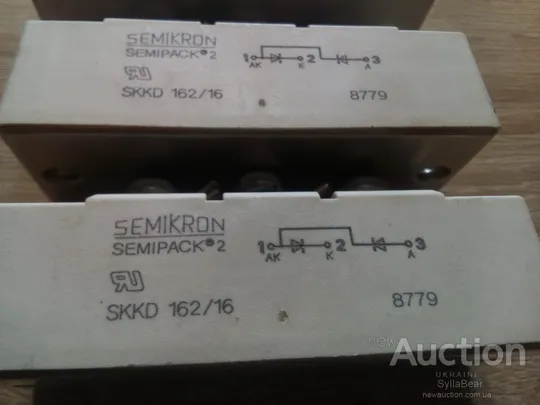 SEMIKRON
SEMIPACK® 2
1 2 3
AK K A
SKKD 162/16 8779
SEMIKRON
SEMIPACK® 2
1 2 3
AK K A
SKKD 162/16 8779
new
Auction
UKRAINE
SyllaBear
newauction.com.ua